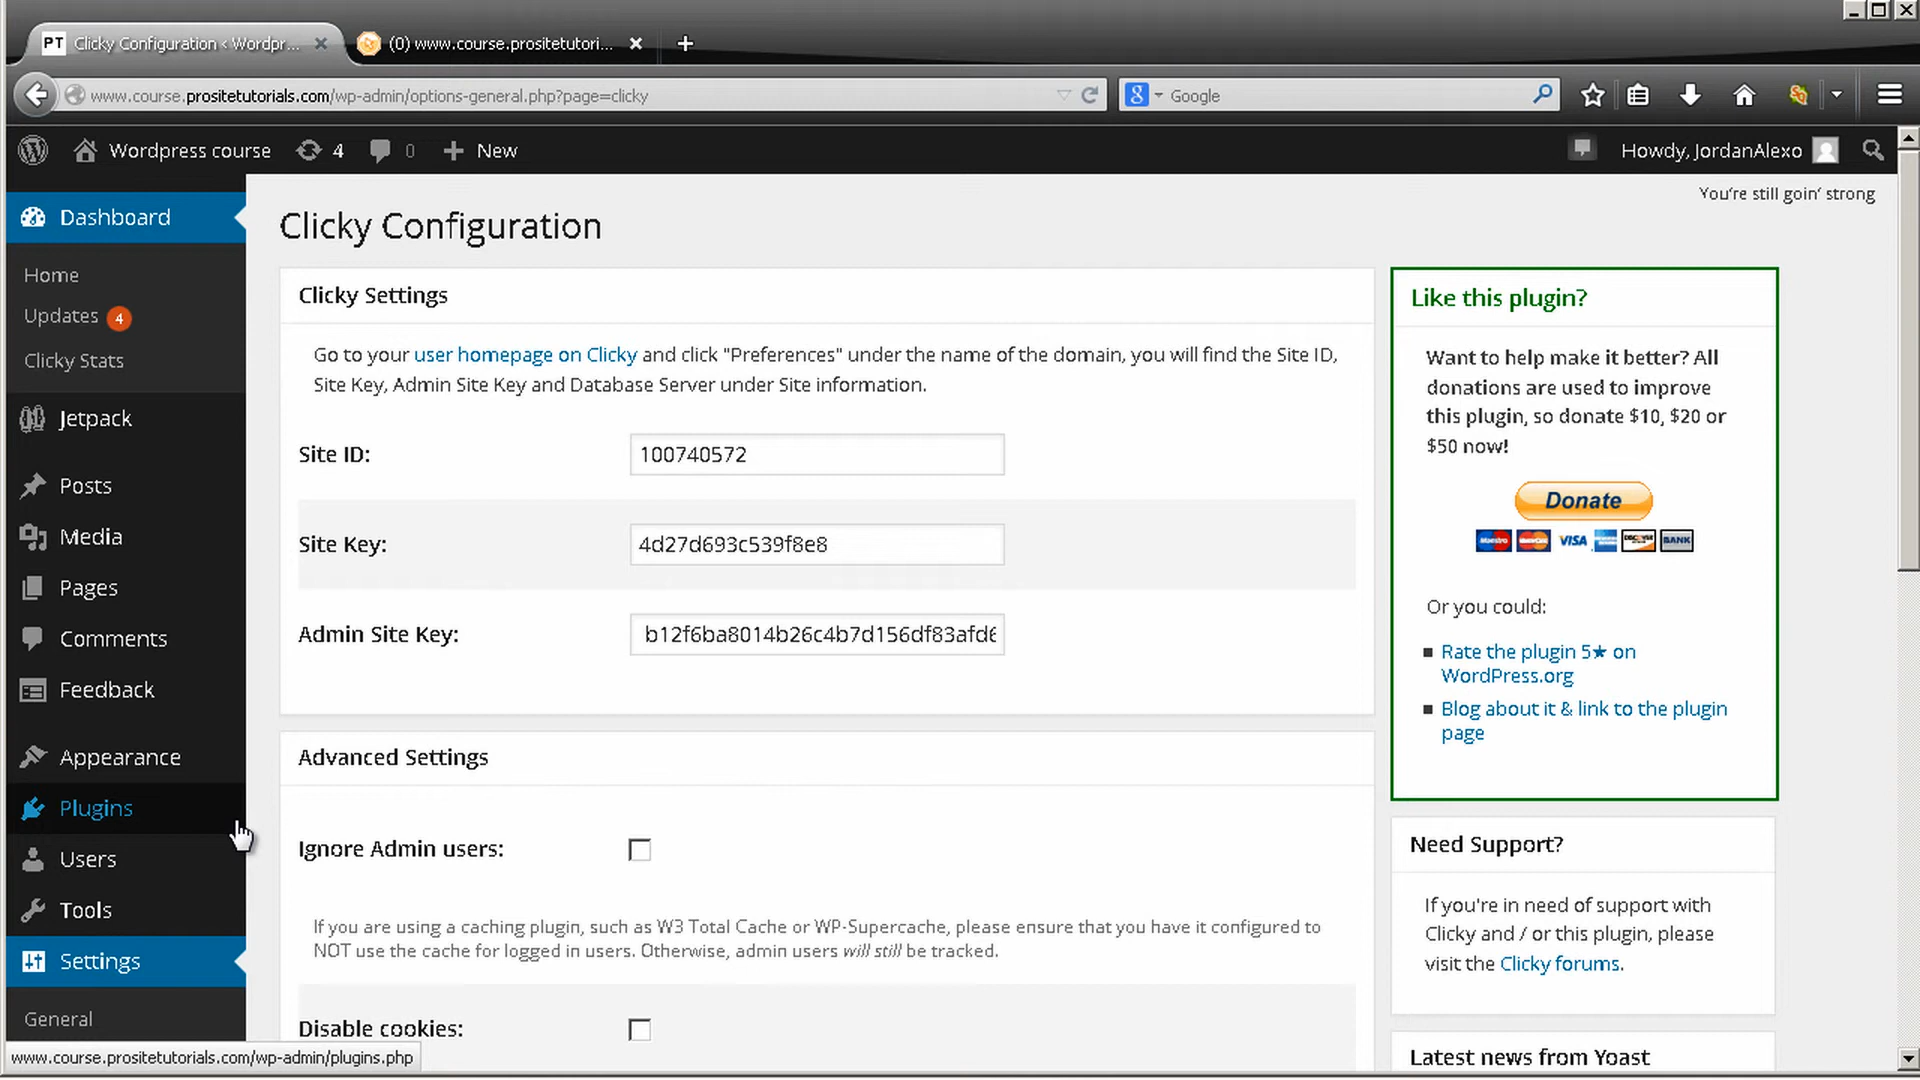 PT Clicky Configuration ‹ Wordpr...
(0) www.course.prositetutori...
www.course.prositetutorials.com/wp-admin/options-general.php?page=clicky
8 Google
Wordpress course 4 0 New
Howdy, JordanAlexo
You're still goin' strong
Dashboard
Home
Updates 4
Clicky Stats
Jetpack
Posts
Media
Pages
Comments
Feedback
Appearance
Plugins
Users
Tools
Settings
General
www.course.prositetutorials.com/wp-admin/plugins.php
Clicky Configuration
Clicky Settings
Go to your user homepage on Clicky and click "Preferences" under the name of the domain, you will find the Site ID,
Site Key, Admin Site Key and Database Server under Site information.
Site ID: 100740572
Site Key: 4d27d693c539f8e8
Admin Site Key: b12f6ba8014b26c4b7d156df83afd6
Advanced Settings
Ignore Admin users:
If you are using a caching plugin, such as W3 Total Cache or WP-Supercache, please ensure that you have it configured to
NOT use the cache for logged in users. Otherwise, admin users will still be tracked.
Disable cookies:
Like this plugin?
Want to help make it better? All
donations are used to improve
this plugin, so donate $10, $20 or
$50 now!
Donate
Maestro MasterCard VISA DISCOVER BANK
Or you could:
Rate the plugin 5★ on
WordPress.org
Blog about it & link to the plugin
page
Need Support?
If you're in need of support with
Clicky and / or this plugin, please
visit the Clicky forums.
Latest news from Yoast